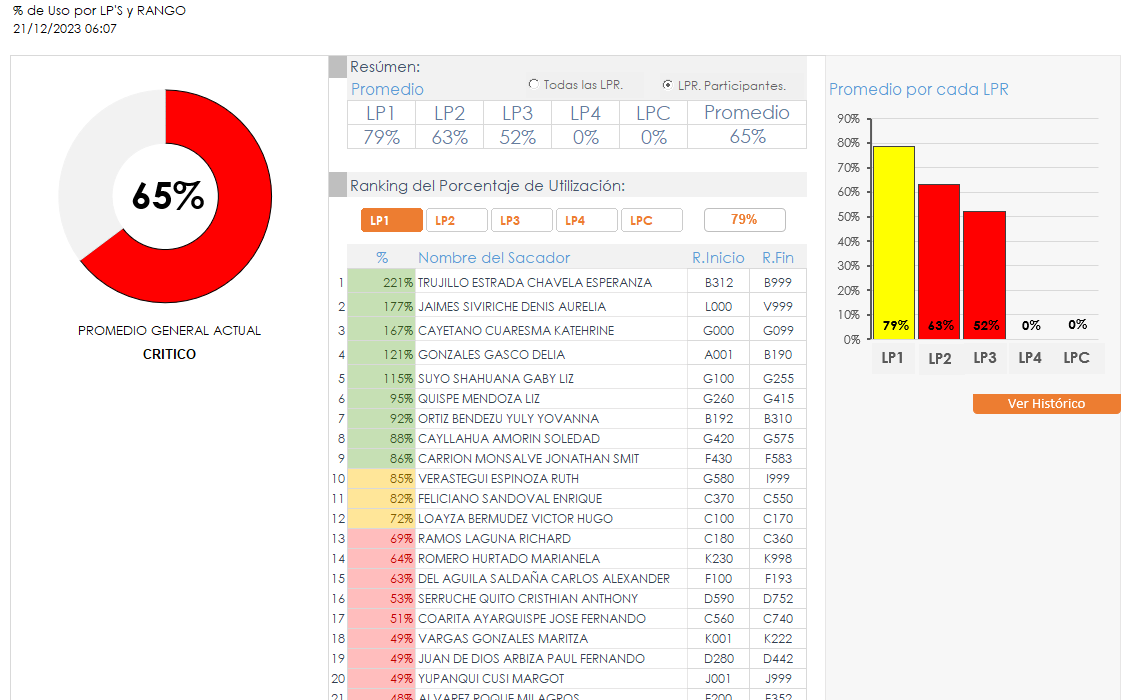 % de Uso por LP'S y RANGO
21/12/2023 06:07
65%
PROMEDIO GENERAL ACTUAL
CRITICO
Resúmen:
Promedio
Todas las LPR. LPR. Participantes.
LP1 LP2 LP3 LP4 LPC Promedio
79% 63% 52% 0% 0% 65%
Ranking del Porcentaje de Utilización:
LP1 LP2 LP3 LP4 LPC 79%
% Nombre del Sacador R.Inicio R.Fin
1 221% TRUJILLO ESTRADA CHAVELA ESPERANZA B312 B999
2 177% JAIMES SIVIRICHE DENIS AURELIA L000 V999
3 167% CAYETANO CUARESMA KATEHRINE G000 G099
4 121% GONZALES GASCO DELIA A001 B190
5 115% SUYO SHAHUANA GABY LIZ G100 G255
6 95% QUISPE MENDOZA LIZ G260 G415
7 92% ORTIZ BENDEZU YULY YOVANNA B192 B310
8 88% CAYLLAHUA AMORIN SOLEDAD G420 G575
9 86% CARRION MONSALVE JONATHAN SMIT F430 F583
10 85% VERASTEGUI ESPINOZA RUTH G580 I999
11 82% FELICIANO SANDOVAL ENRIQUE C370 C550
12 72% LOAYZA BERMUDEZ VICTOR HUGO C100 C170
13 69% RAMOS LAGUNA RICHARD C180 C360
14 64% ROMERO HURTADO MARIANELA K230 K998
15 63% DEL AGUILA SALDAÑA CARLOS ALEXANDER F100 F193
16 53% SERRUCHE QUITO CRISTHIAN ANTHONY D590 D752
17 51% COARITA AYARQUISPE JOSE FERNANDO C560 C740
18 49% VARGAS GONZALES MARITZA K001 K222
19 49% JUAN DE DIOS ARBIZA PAUL FERNANDO D280 D442
20 49% YUPANQUI CUSI MARGOT J001 J999
21 48% ALVAREZ ROQUE MILAGROS F200 F352
Promedio por cada LPR
90%
80%
70%
60%
50%
40%
30%
20%
10%
0%
79% 63% 52% 0% 0%
LP1 LP2 LP3 LP4 LPC
Ver Histórico